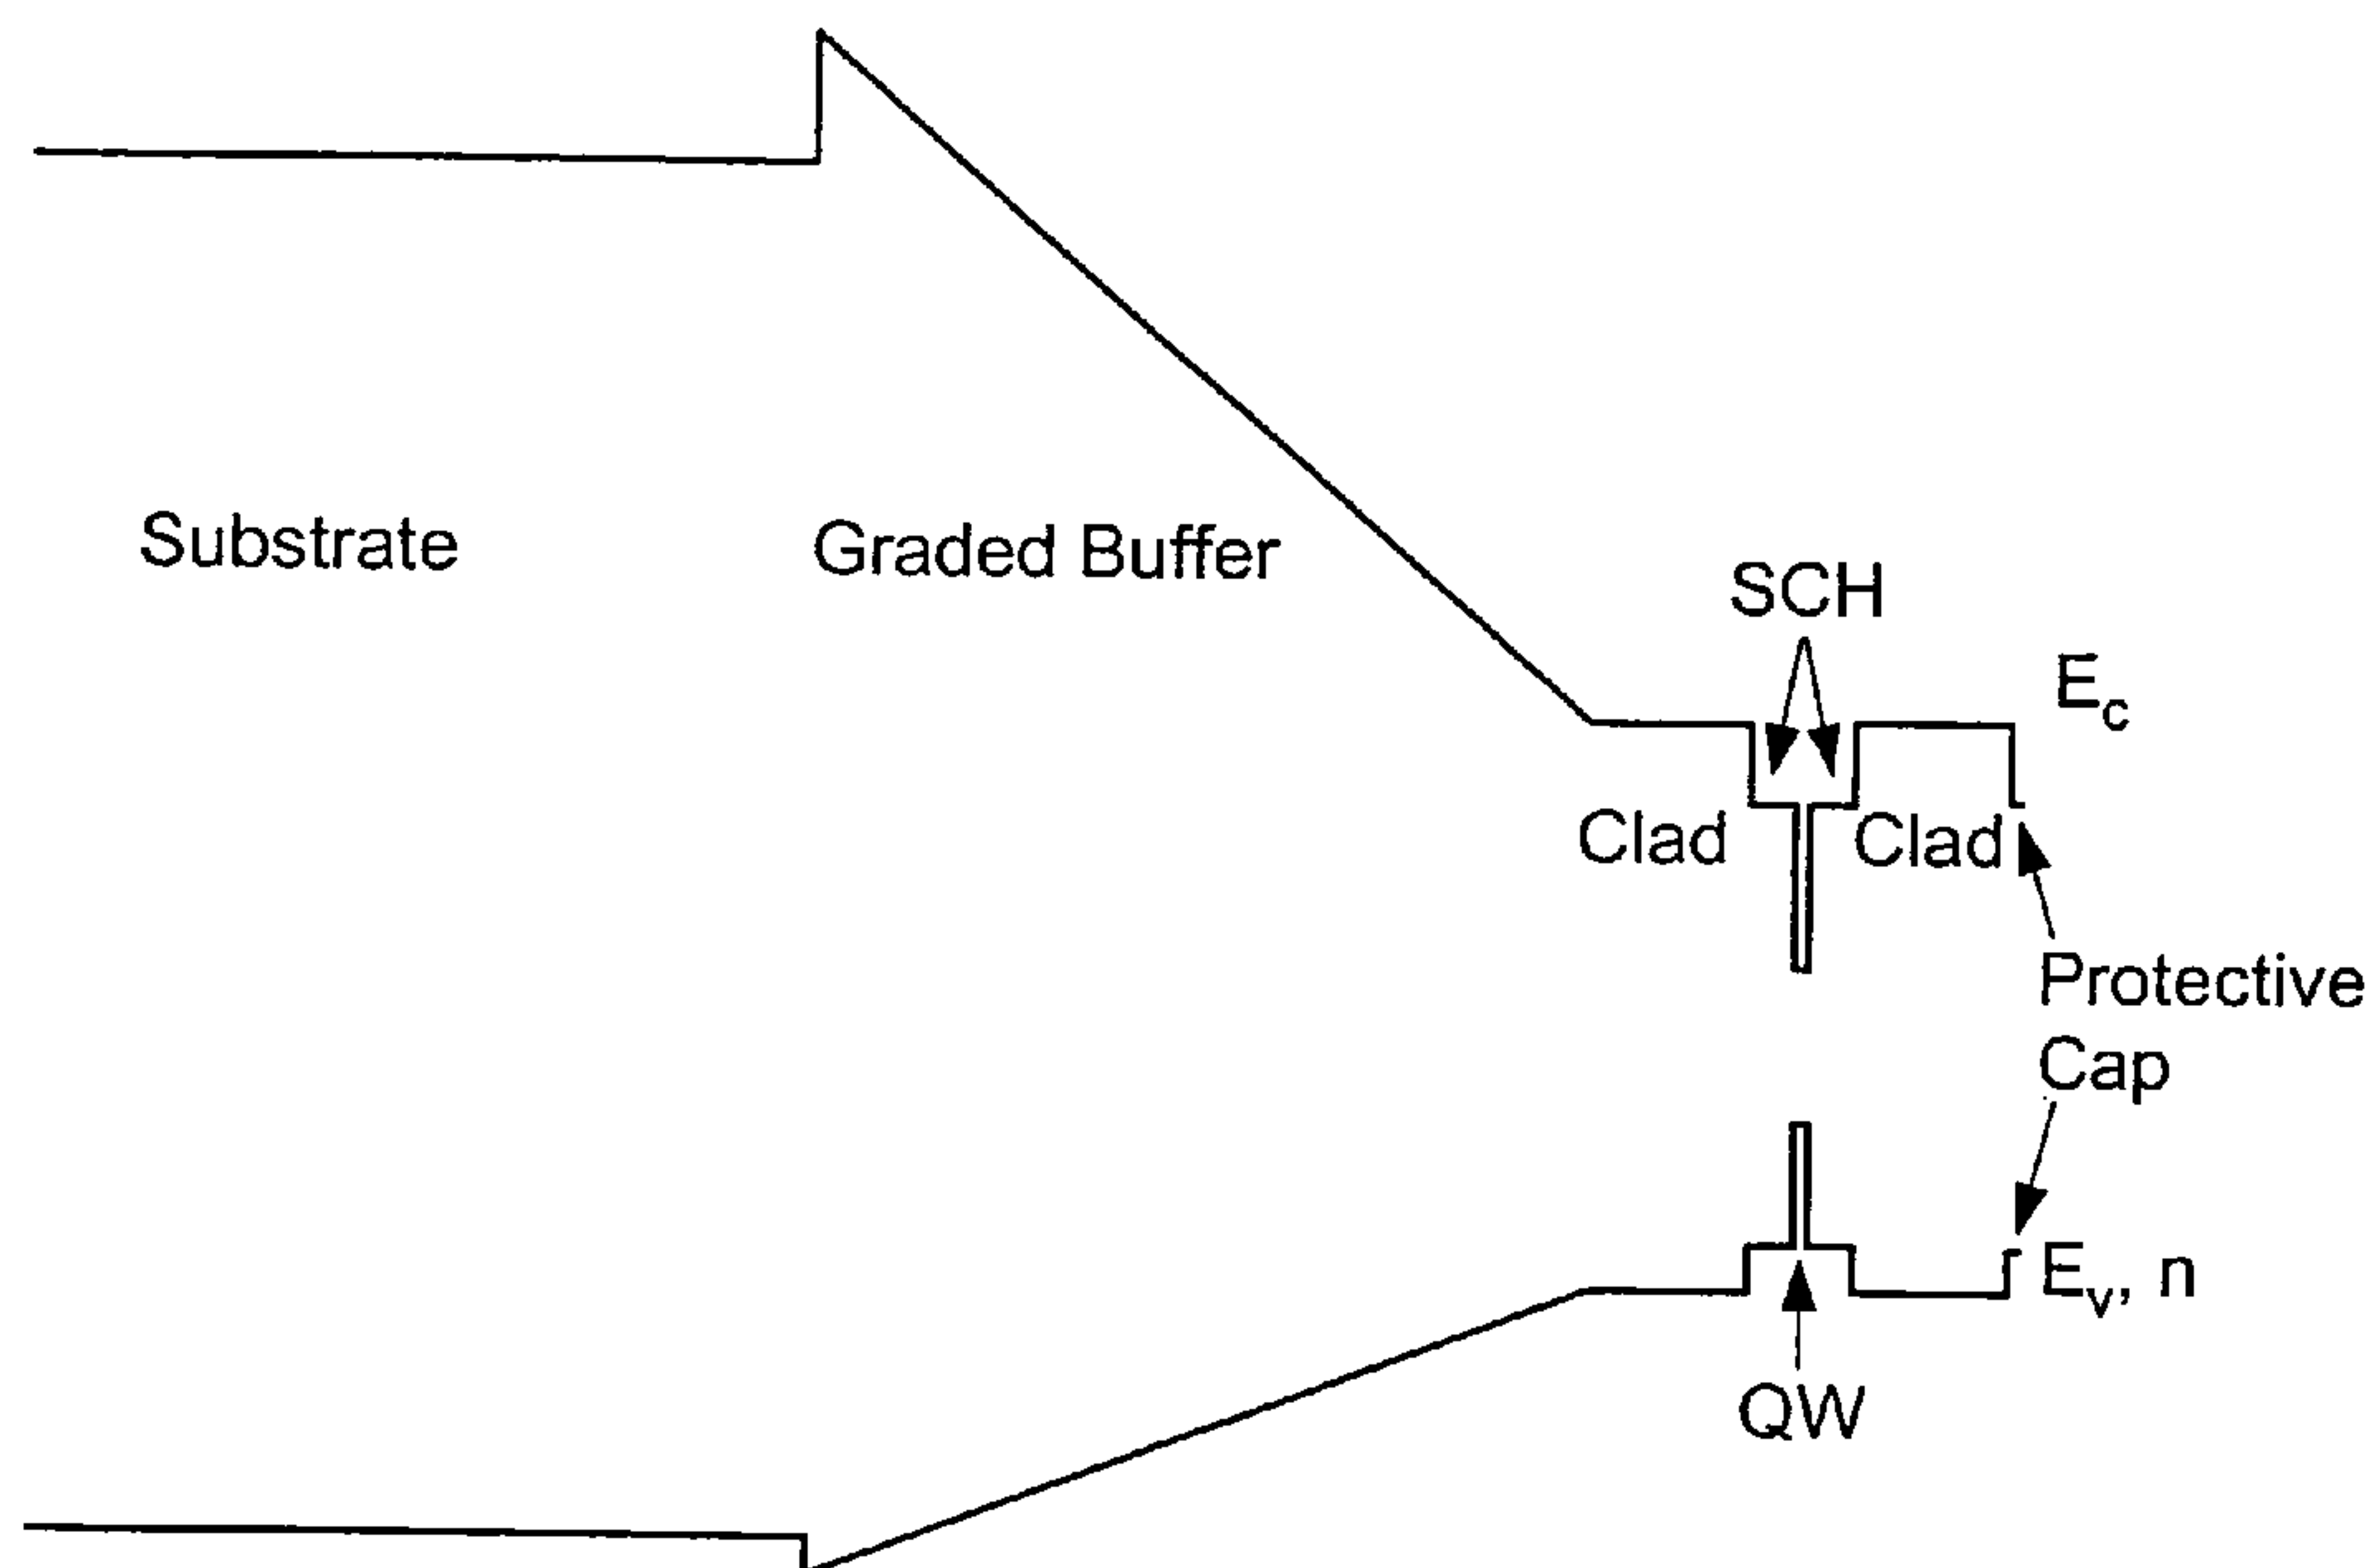 Substrate
Graded Buffer
SCH
Ec
Clad
Clad
Protective
Cap
Ev, n
QW